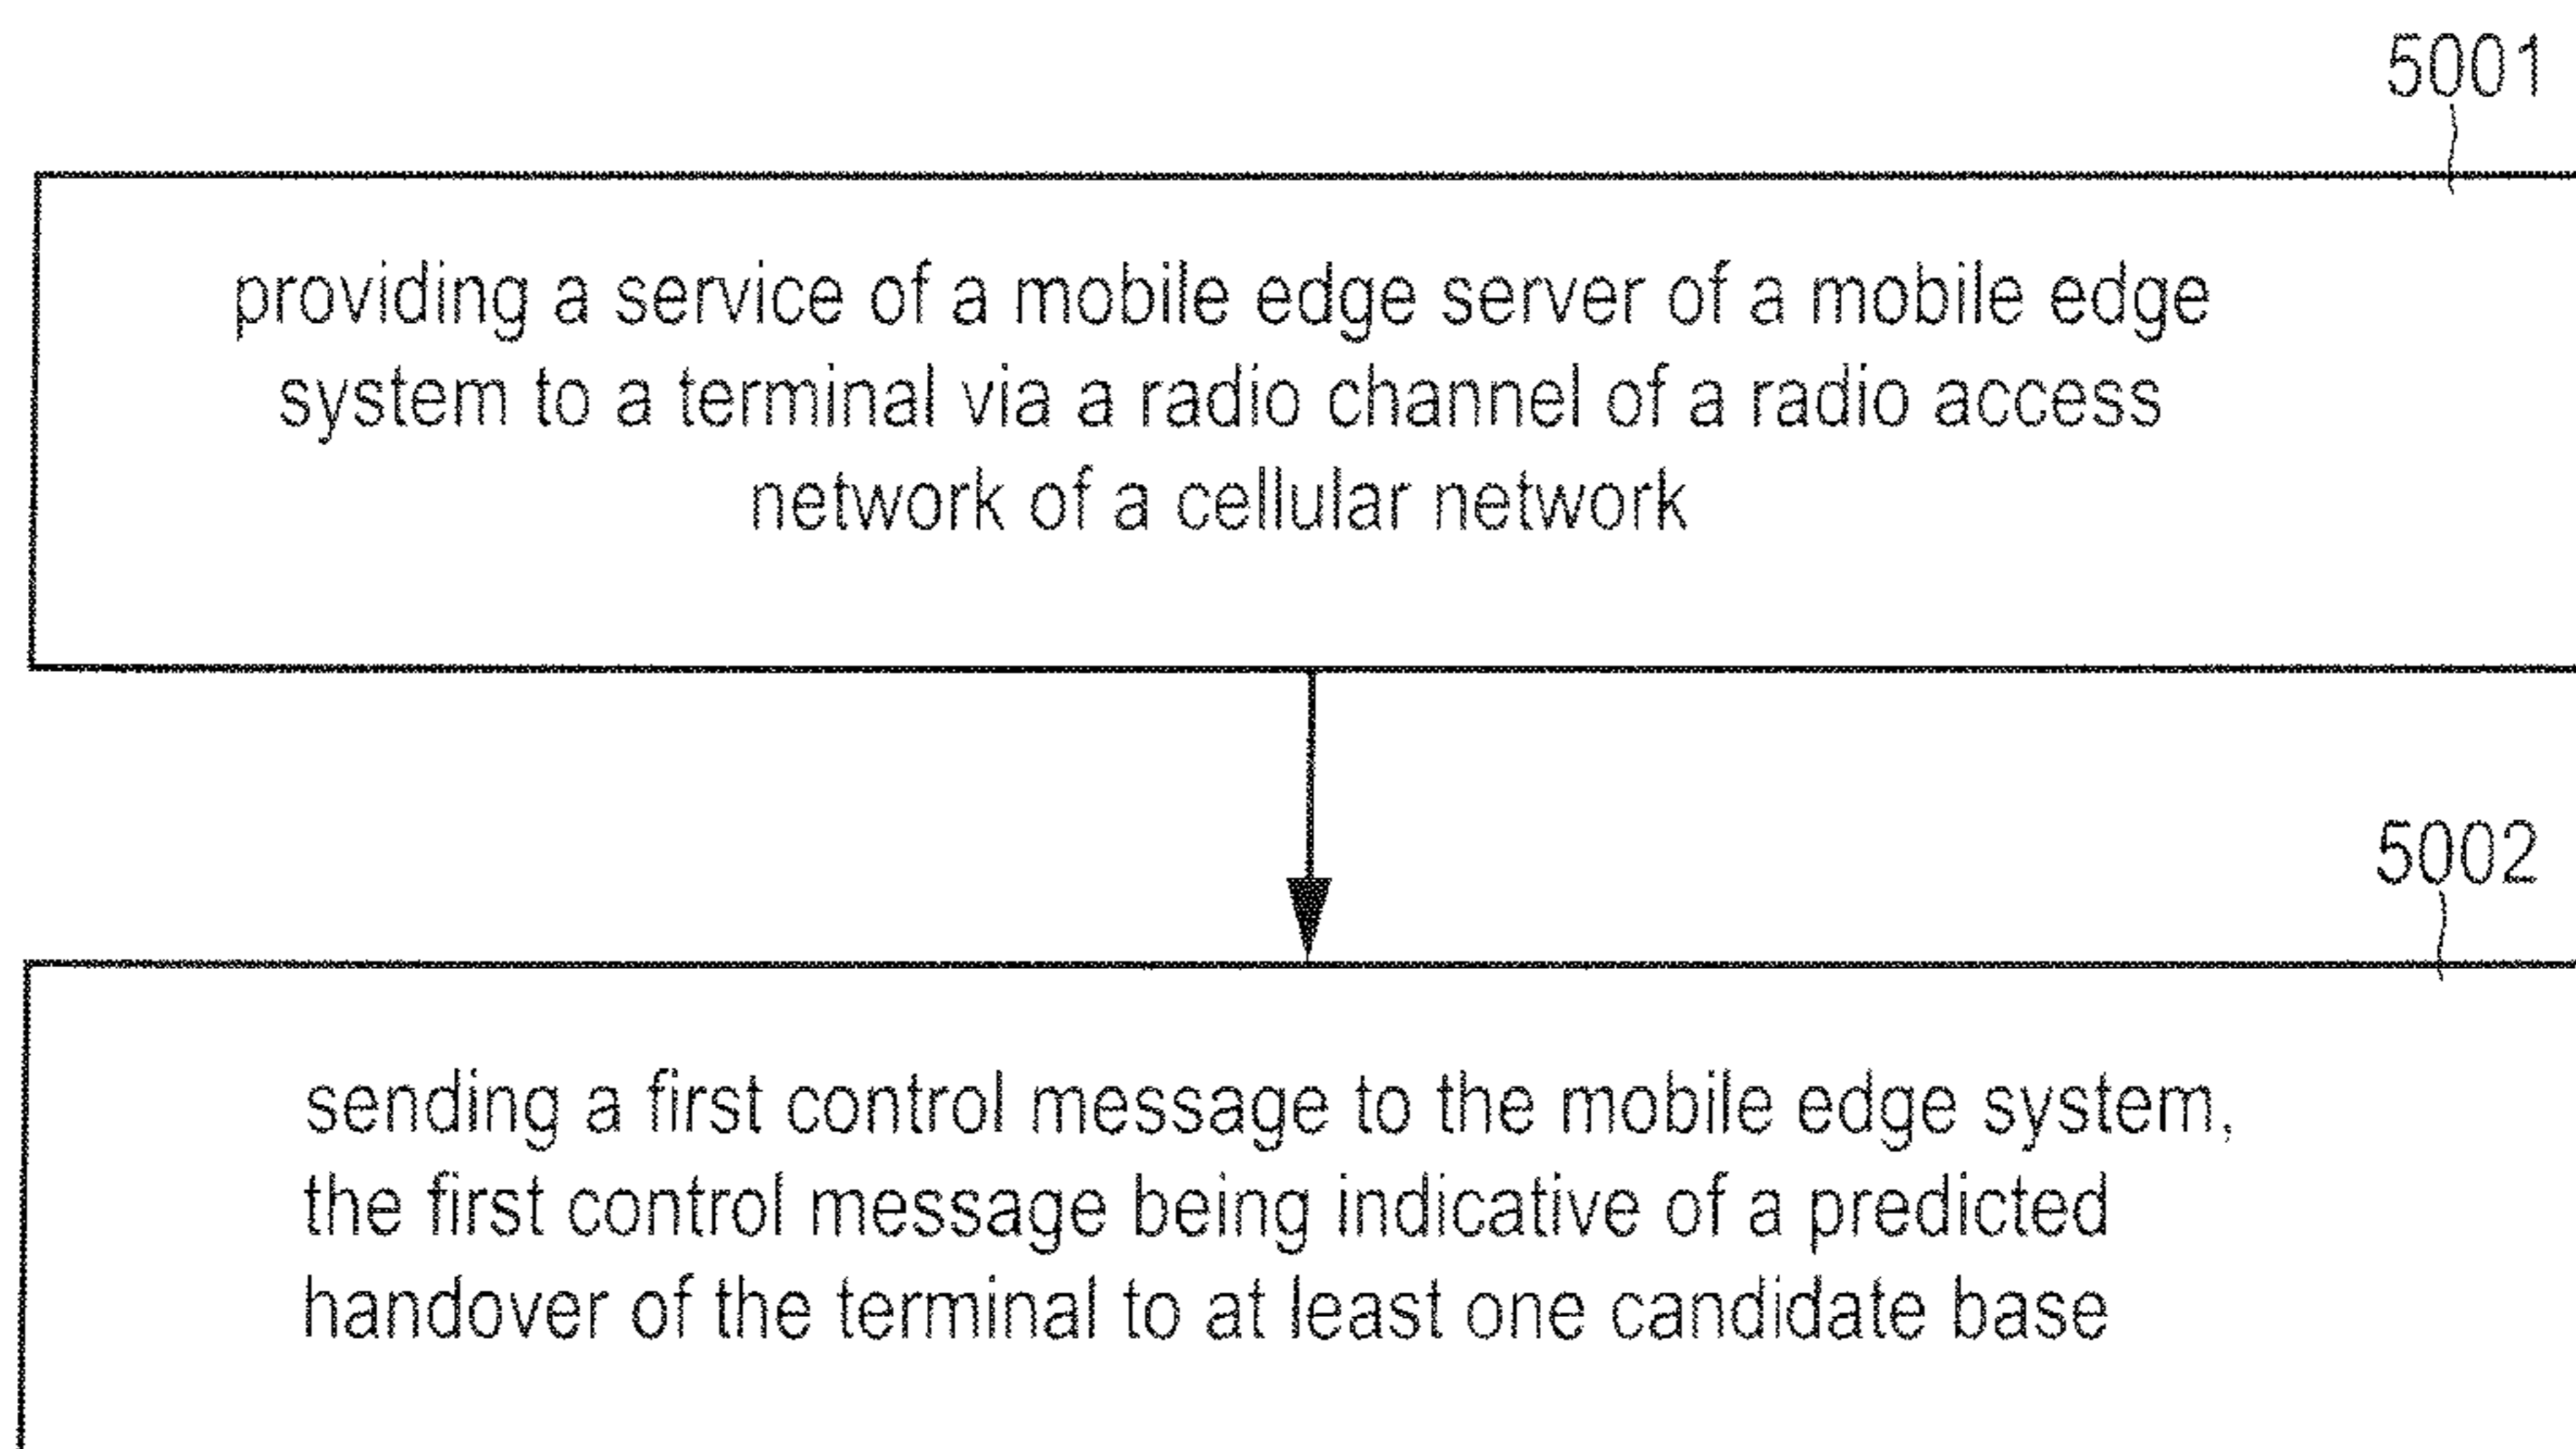 5001
providing a service of a mobile edge server of a mobile edge
system to a terminal via a radio channel of a radio access
network of a cellular network
5002
sending a first control message to the mobile edge system,
the first control message being indicative of a predicted
handover of the terminal to at least one candidate base